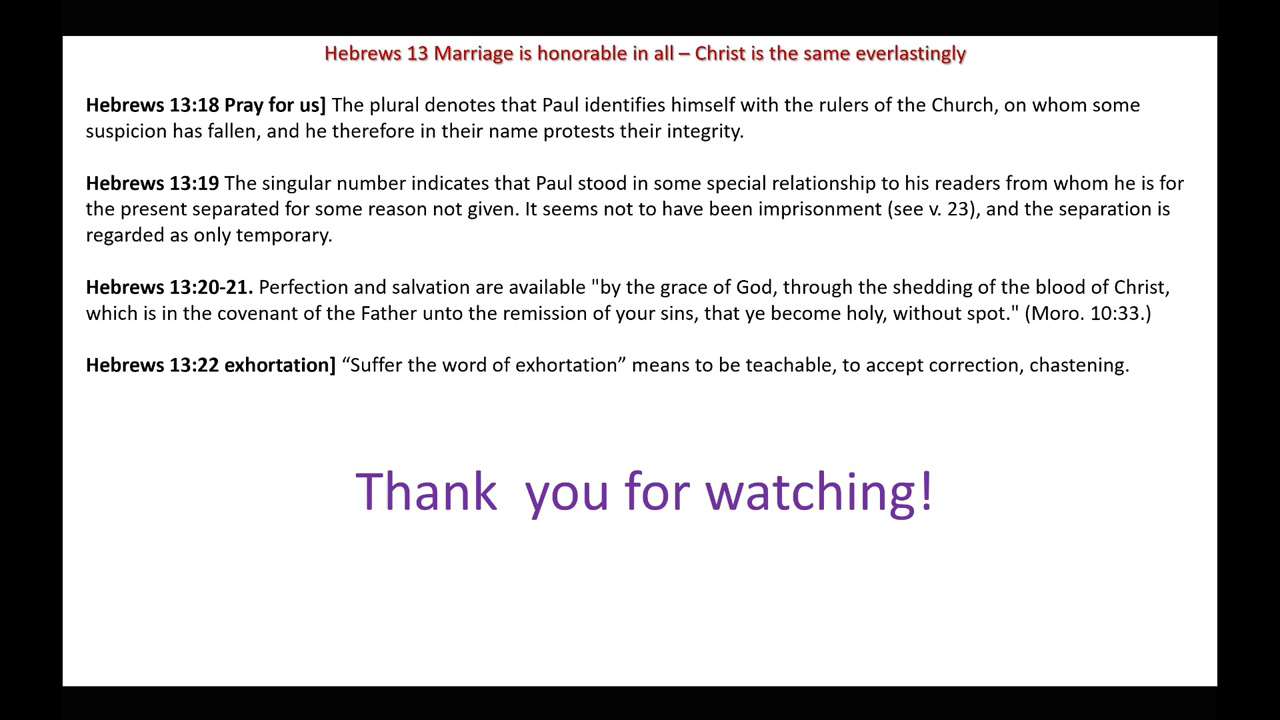 Hebrews 13 Marriage is honorable in all – Christ is the same everlastingly
Hebrews 13:18 Pray for us] The plural denotes that Paul identifies himself with the rulers of the Church, on whom some
suspicion has fallen, and he therefore in their name protests their integrity.
Hebrews 13:19 The singular number indicates that Paul stood in some special relationship to his readers from whom he is for
the present separated for some reason not given. It seems not to have been imprisonment (see v. 23), and the separation is
regarded as only temporary.
Hebrews 13:20-21. Perfection and salvation are available "by the grace of God, through the shedding of the blood of Christ,
which is in the covenant of the Father unto the remission of your sins, that ye become holy, without spot." (Moro. 10:33.)
Hebrews 13:22 exhortation] “Suffer the word of exhortation” means to be teachable, to accept correction, chastening.
Thank  you for watching!